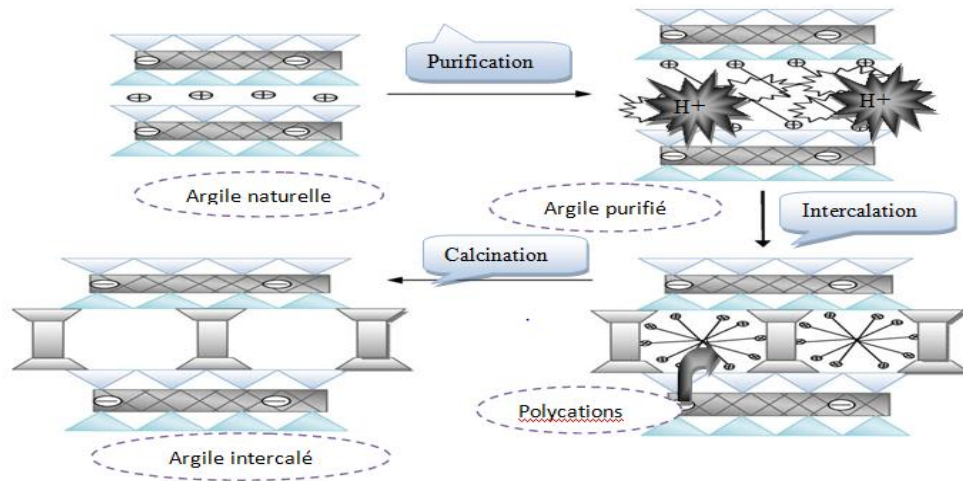 Purification
H+
H+
Argile naturelle
Argile purifié
Intercalation
Calcination
Polycations
Argile intercalé